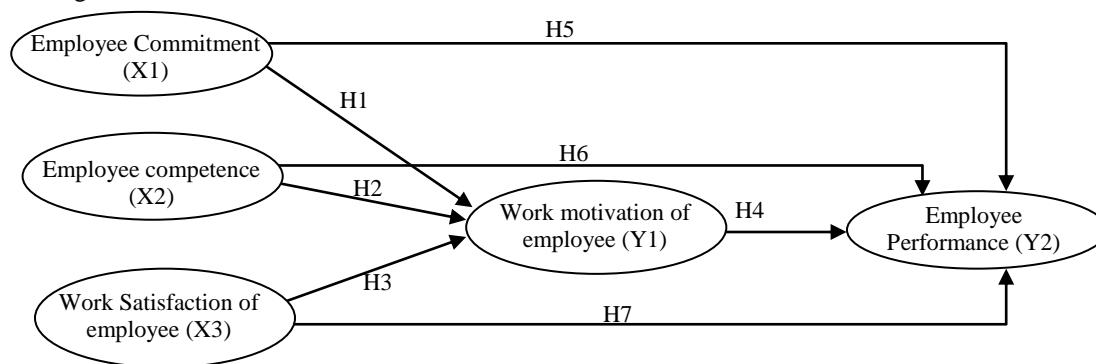 Employee Commitment
(X1)
H5
H1
Employee competence
(X2)
H6
H2
Work motivation of
employee (Y1)
H4
Employee
Performance (Y2)
Work Satisfaction of
employee (X3)
H3
H7